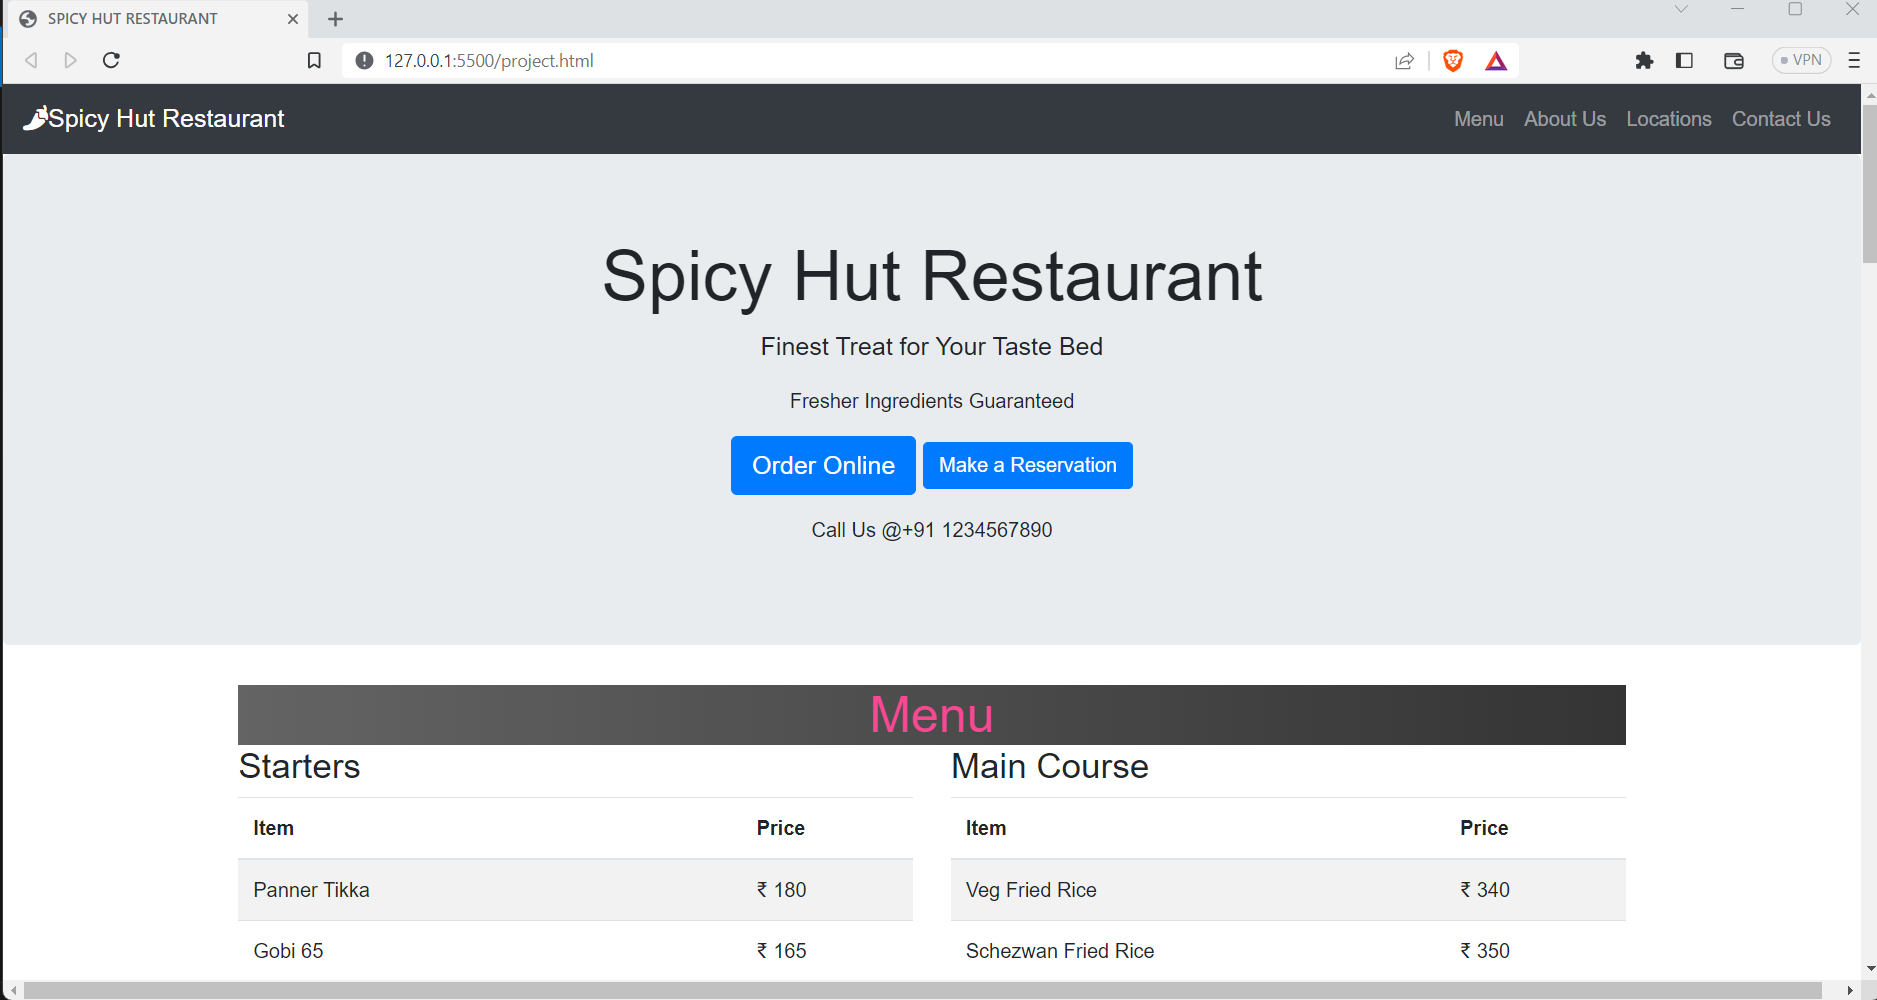 SPICY HUT RESTAURANT
127.0.0.1:5500/project.html
VPN
Spicy Hut Restaurant
Menu About Us Locations Contact Us
Spicy Hut Restaurant
Finest Treat for Your Taste Bed
Fresher Ingredients Guaranteed
Order Online Make a Reservation
Call Us @+91 1234567890
Menu
Starters
Item Price
Panner Tikka ₹ 180
Gobi 65 ₹ 165
Main Course
Item Price
Veg Fried Rice ₹ 340
Schezwan Fried Rice ₹ 350